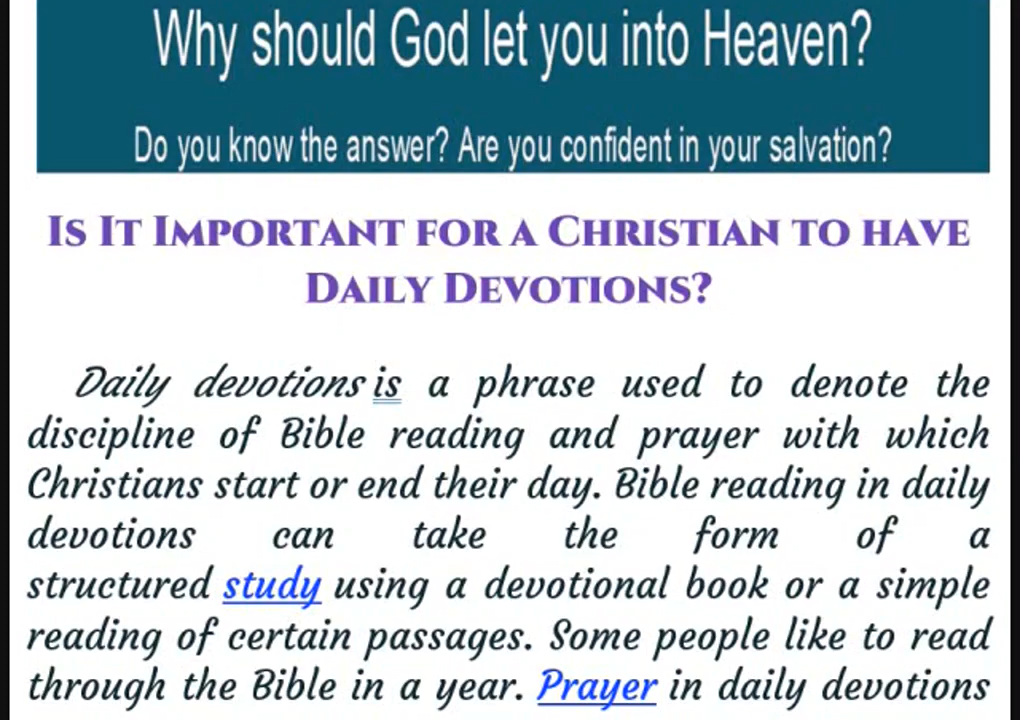 Why should God let you into Heaven?
Do you know the answer? Are you confident in your salvation?
Is It Important for a Christian to have
Daily Devotions?
Daily devotions is a phrase used to denote the
discipline of Bible reading and prayer with which
Christians start or end their day. Bible reading in daily
devotions can take the form of a
structured study using a devotional book or a simple
reading of certain passages. Some people like to read
through the Bible in a year. Prayer in daily devotions